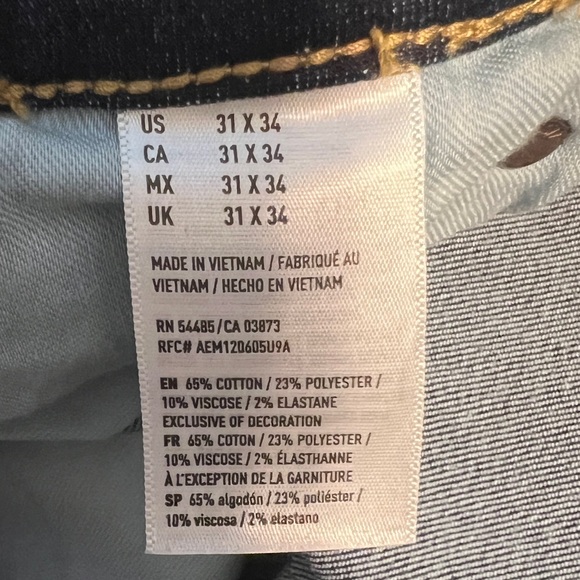 US 31 X 34
CA 31 X 34
MX 31 X 34
UK 31 X 34
MADE IN VIETNAM / FABRIQUÉ AU
VIETNAM / HECHO EN VIETNAM
RN 54485/CA 03873
RFC# AEM120605U9A
EN 65% COTTON / 23% POLYESTER /
10% VISCOSE / 2% ELASTANE
EXCLUSIVE OF DECORATION
FR 65% COTON / 23% POLYESTER /
10% VISCOSE / 2% ÉLASTHANNE
À L'EXCEPTION DE LA GARNITURE
SP 65% algodón / 23% poliéster /
10% viscosa / 2% elastano